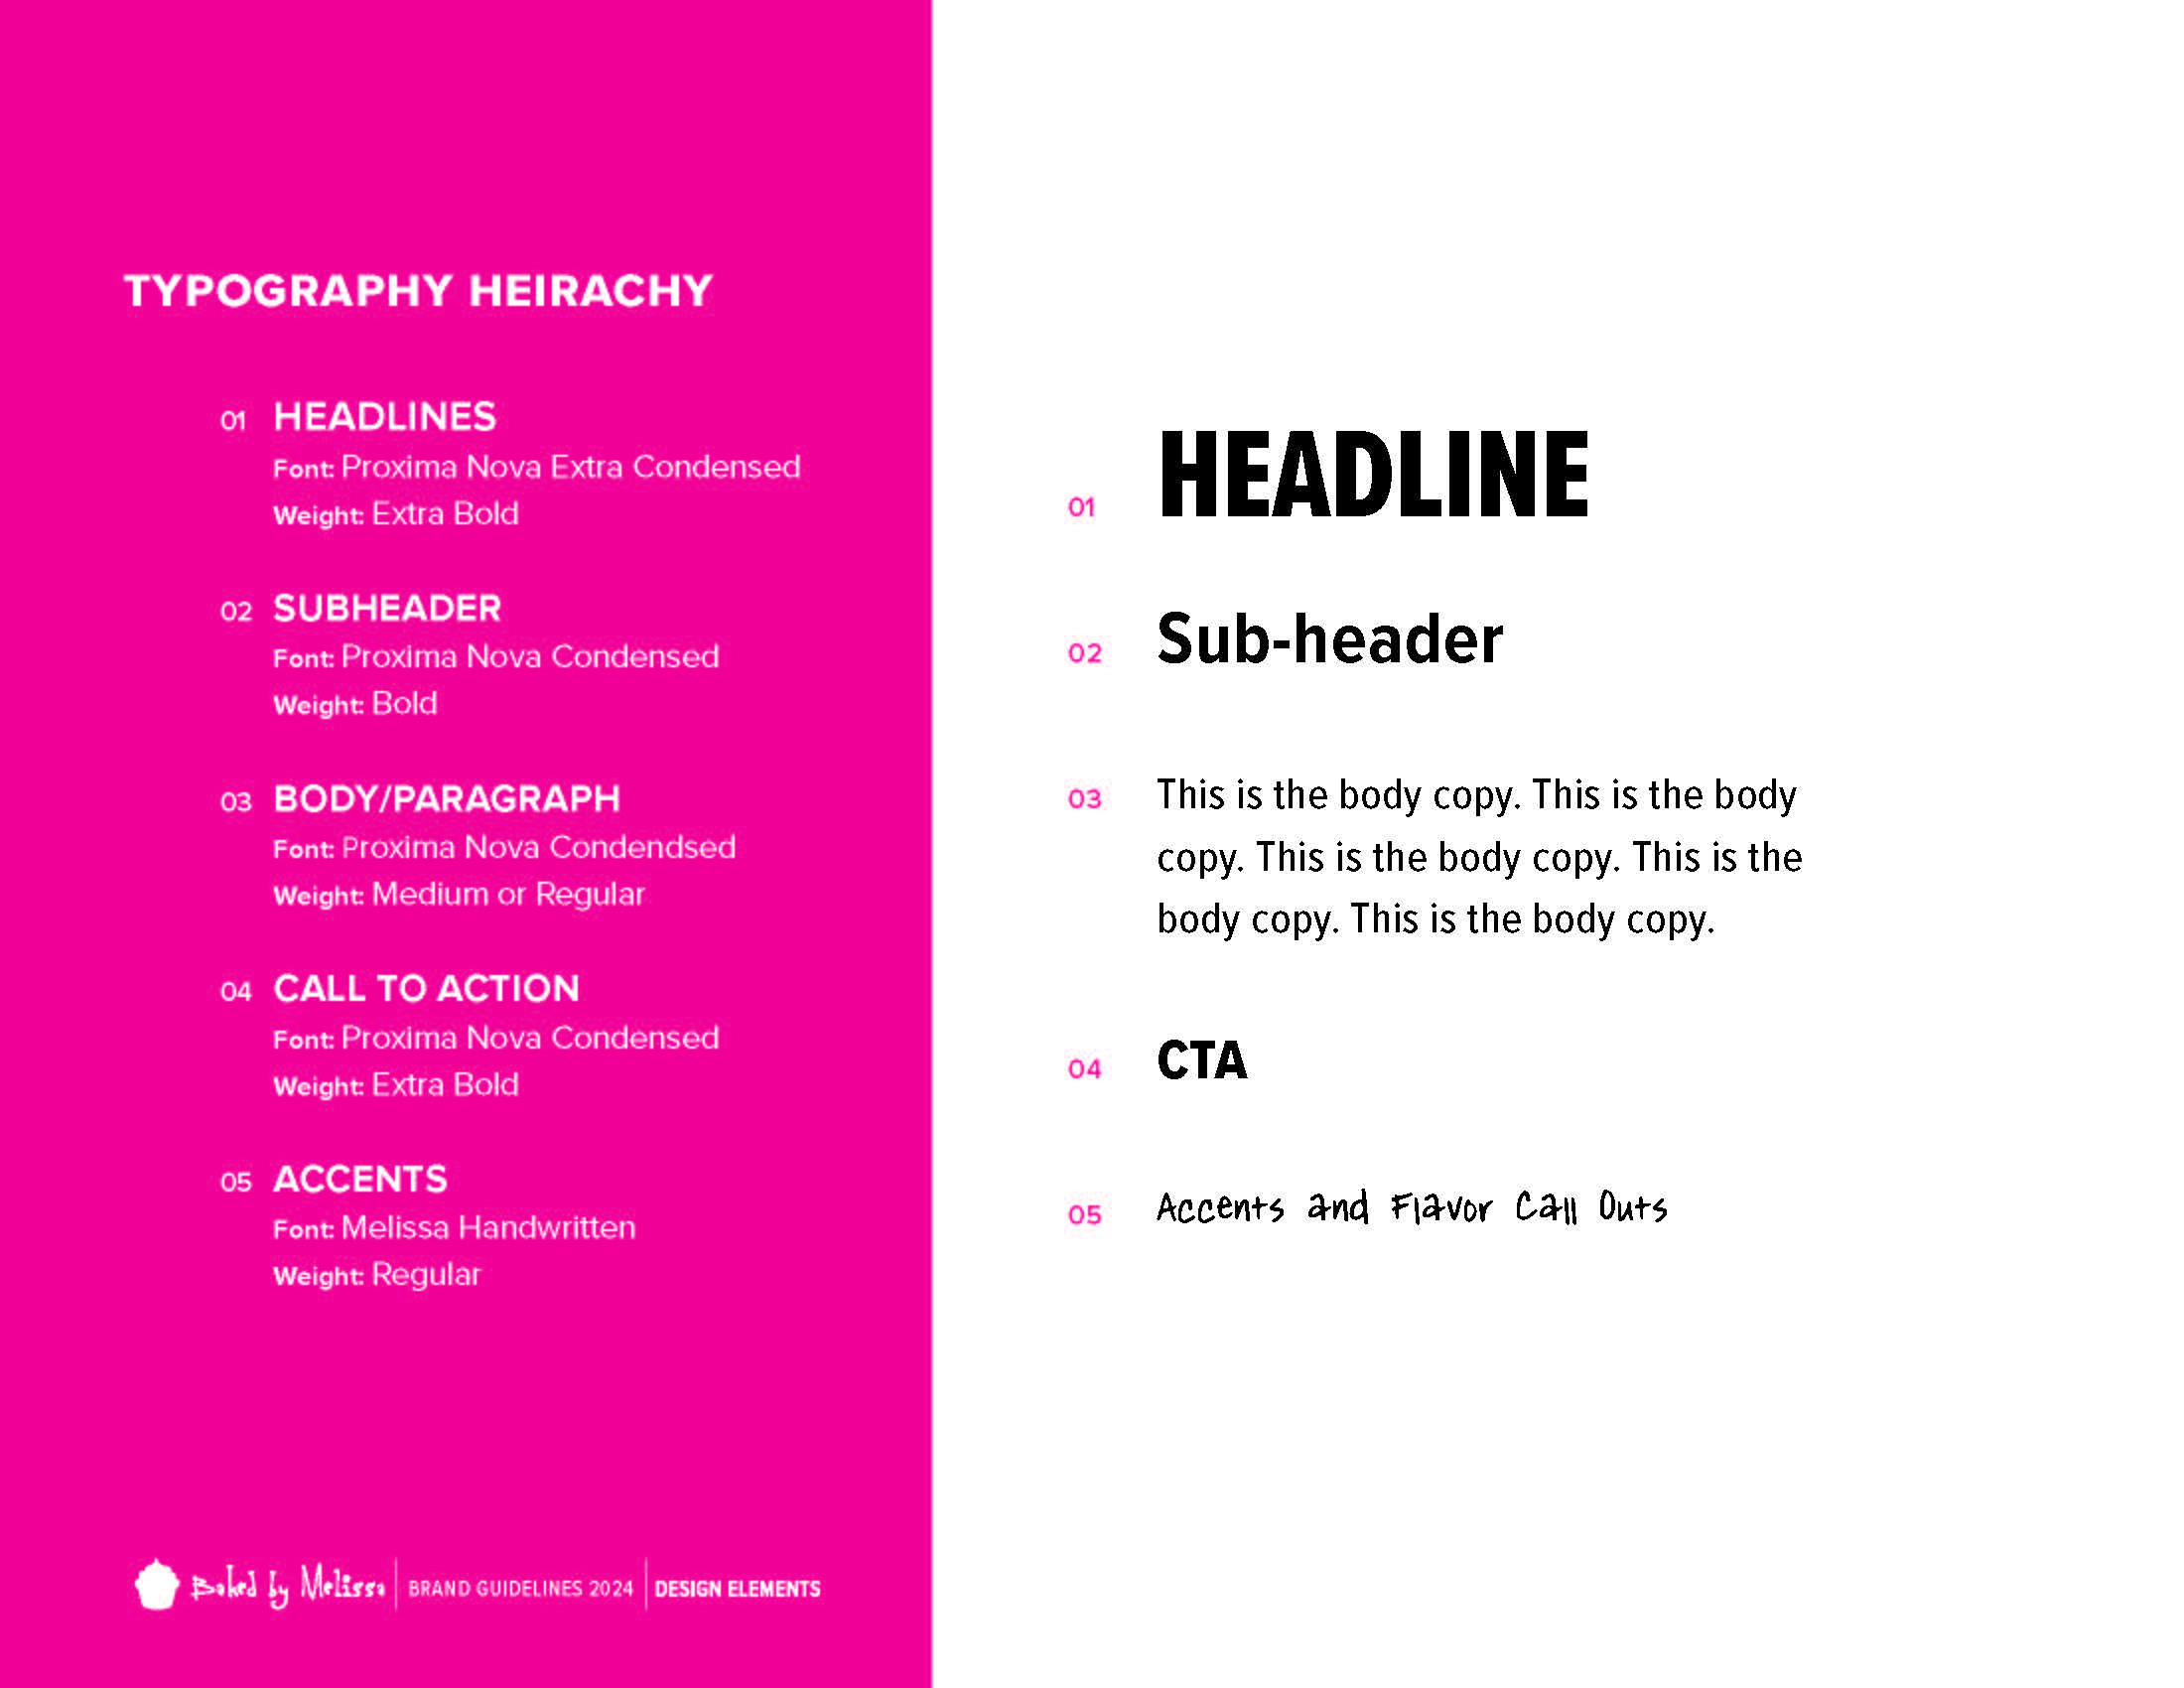 TYPOGRAPHY HEIRACHY
01 HEADLINES
Font: Proxima Nova Extra Condensed
Weight: Extra Bold
02 SUBHEADER
Font: Proxima Nova Condensed
Weight: Bold
03 BODY/PARAGRAPH
Font: Proxima Nova Condendsed
Weight: Medium or Regular
04 CALL TO ACTION
Font: Proxima Nova Condensed
Weight: Extra Bold
05 ACCENTS
Font: Melissa Handwritten
Weight: Regular
Baked by Melissa | BRAND GUIDELINES 2024 | DESIGN ELEMENTS
01 HEADLINE
02 Sub-header
03 This is the body copy. This is the body
copy. This is the body copy. This is the
body copy. This is the body copy.
04 CTA
05 Accents and Flavor Call Outs